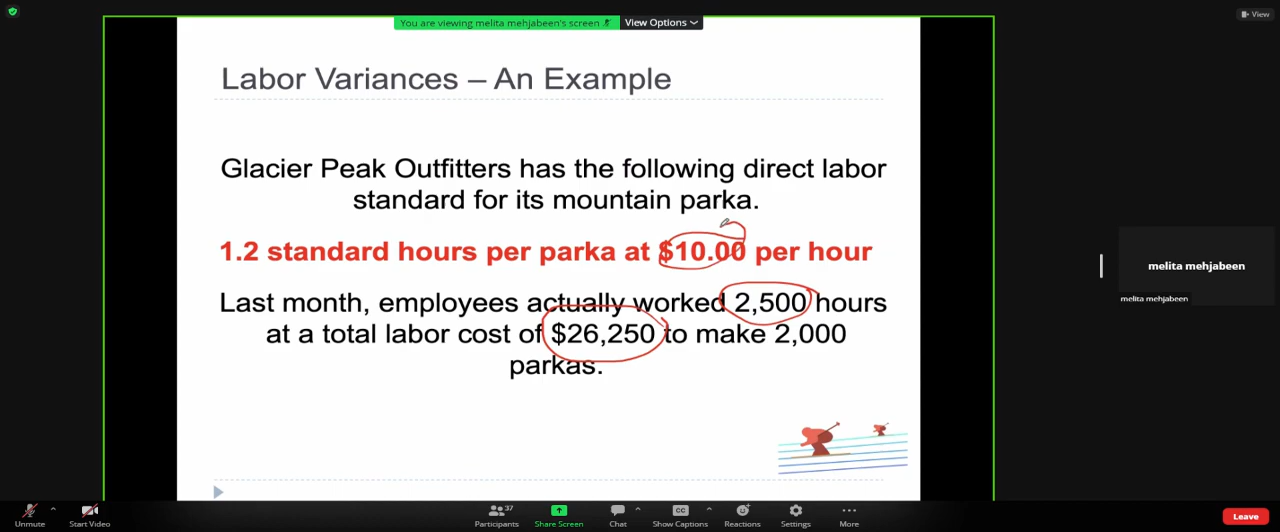 You are viewing melita mehjabeen's screen
View Options
View
Labor Variances – An Example
Glacier Peak Outfitters has the following direct labor
standard for its mountain parka.
1.2 standard hours per parka at $10.00 per hour
Last month, employees actually worked 2,500 hours
at a total labor cost of $26,250 to make 2,000
parkas.
melita mehjabeen
melita mehjabeen
Unmute
Start Video
37
Participants
Share Screen
Chat
CC
Show Captions
Reactions
Settings
More
Leave